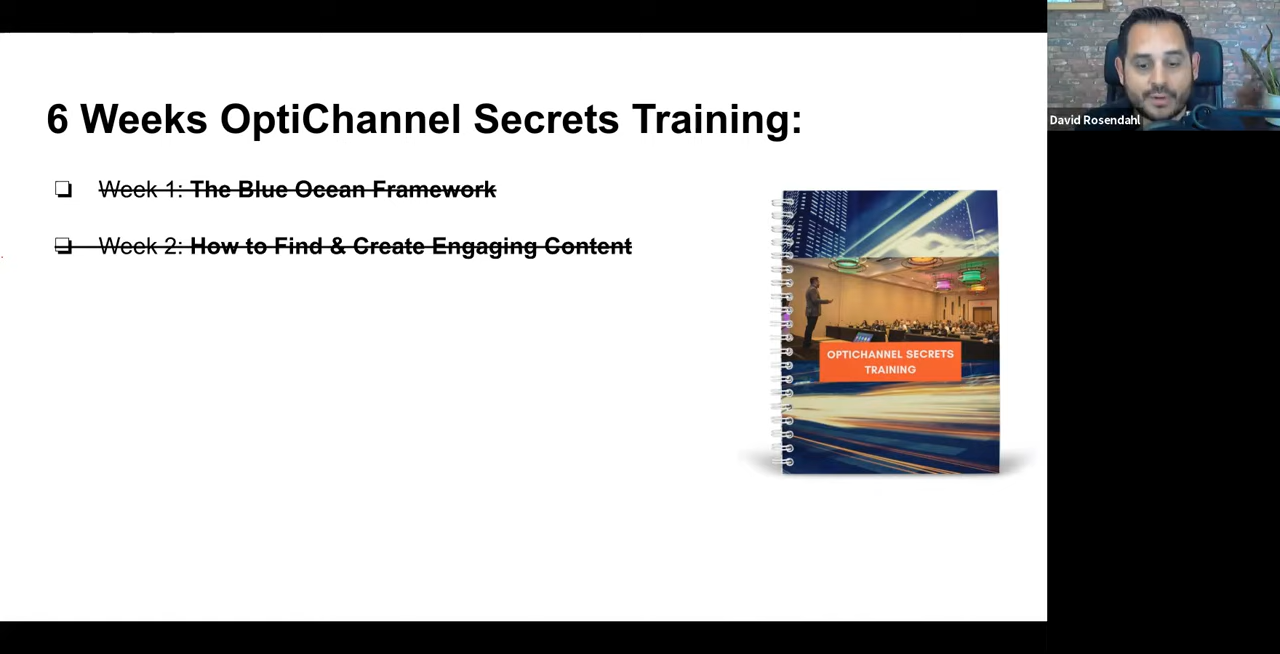 6 Weeks OptiChannel Secrets Training:
Week 1: The Blue Ocean Framework
Week 2: How to Find & Create Engaging Content
OPTICHANNEL SECRETS
TRAINING
David Rosendahl